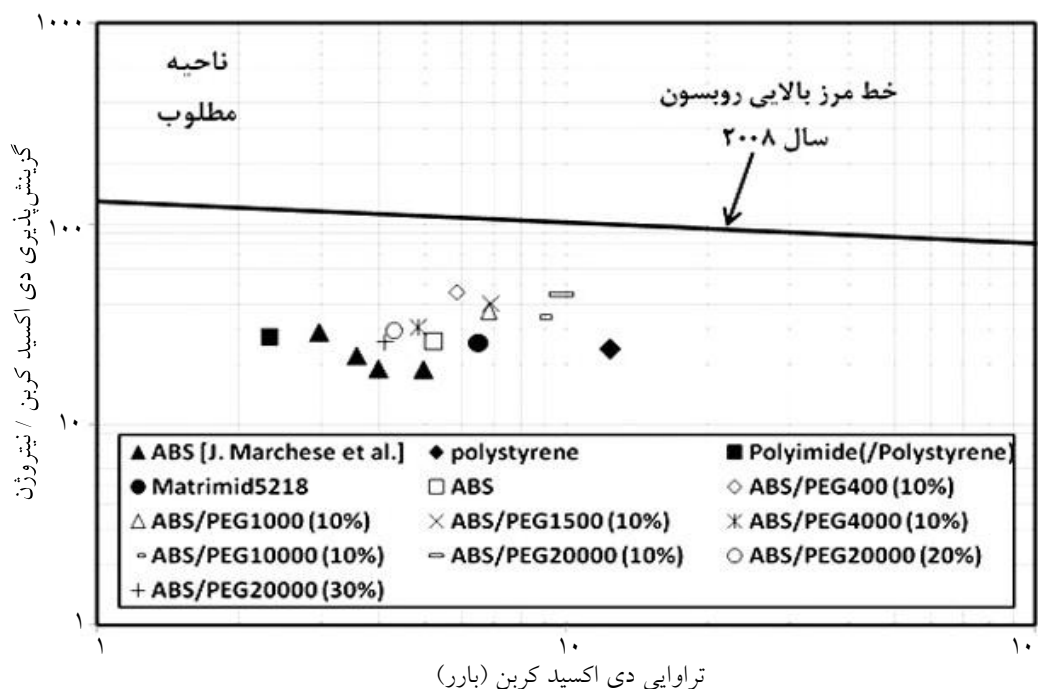 ۱۰۰۰
ناحیه
مطلوب
خط مرز بالایی روبسون
سال ۲۰۰۸
۱۰۰
گزینش‌پذیری دی اکسید کربن / نیتروژن
۱۰
▲ ABS [J. Marchese et al.] ◆ polystyrene ■ Polyimide(/Polystyrene)
● Matrimid5218 □ ABS ◇ ABS/PEG400 (10%)
△ ABS/PEG1000 (10%) × ABS/PEG1500 (10%) ABS/PEG4000 (10%)
ABS/PEG10000 (10%) ABS/PEG20000 (10%) ○ ABS/PEG20000 (20%)
+ ABS/PEG20000 (30%)
۱
۱ ۱۰ ۱۰
تراوایی دی اکسید کربن (بارر)